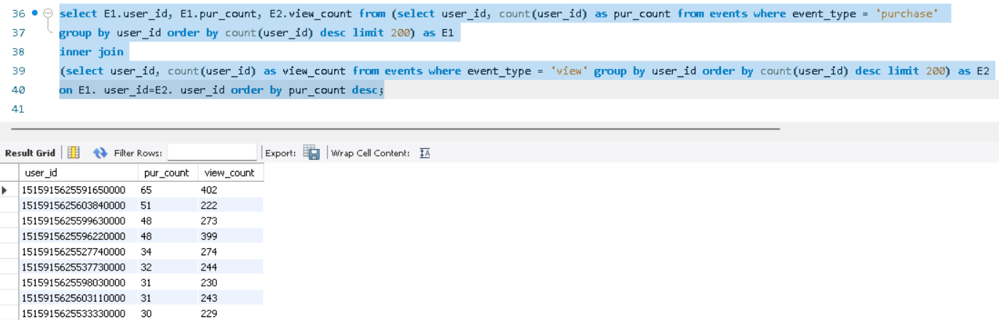 36 select E1.user_id, E1.pur_count, E2.view_count from (select user_id, count(user_id) as pur_count from events where event_type = 'purchase'
37 group by user_id order by count(user_id) desc limit 200) as E1
38 inner join
39 (select user_id, count(user_id) as view_count from events where event_type = 'view' group by user_id order by count(user_id) desc limit 200) as E2
40 on E1. user_id=E2. user_id order by pur_count desc;
41
Result Grid Filter Rows: Export: Wrap Cell Content: IA
user_id pur_count view_count
1515915625591650000 65 402
1515915625603840000 51 222
1515915625599630000 48 273
1515915625596220000 48 399
1515915625527740000 34 274
1515915625537730000 32 244
1515915625598030000 31 230
1515915625603110000 31 243
1515915625533330000 30 229